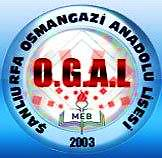 ŞANLIURFA OSMANGAZİ ANADOLU LİSESİ
O.G.A.L
MEB
2003